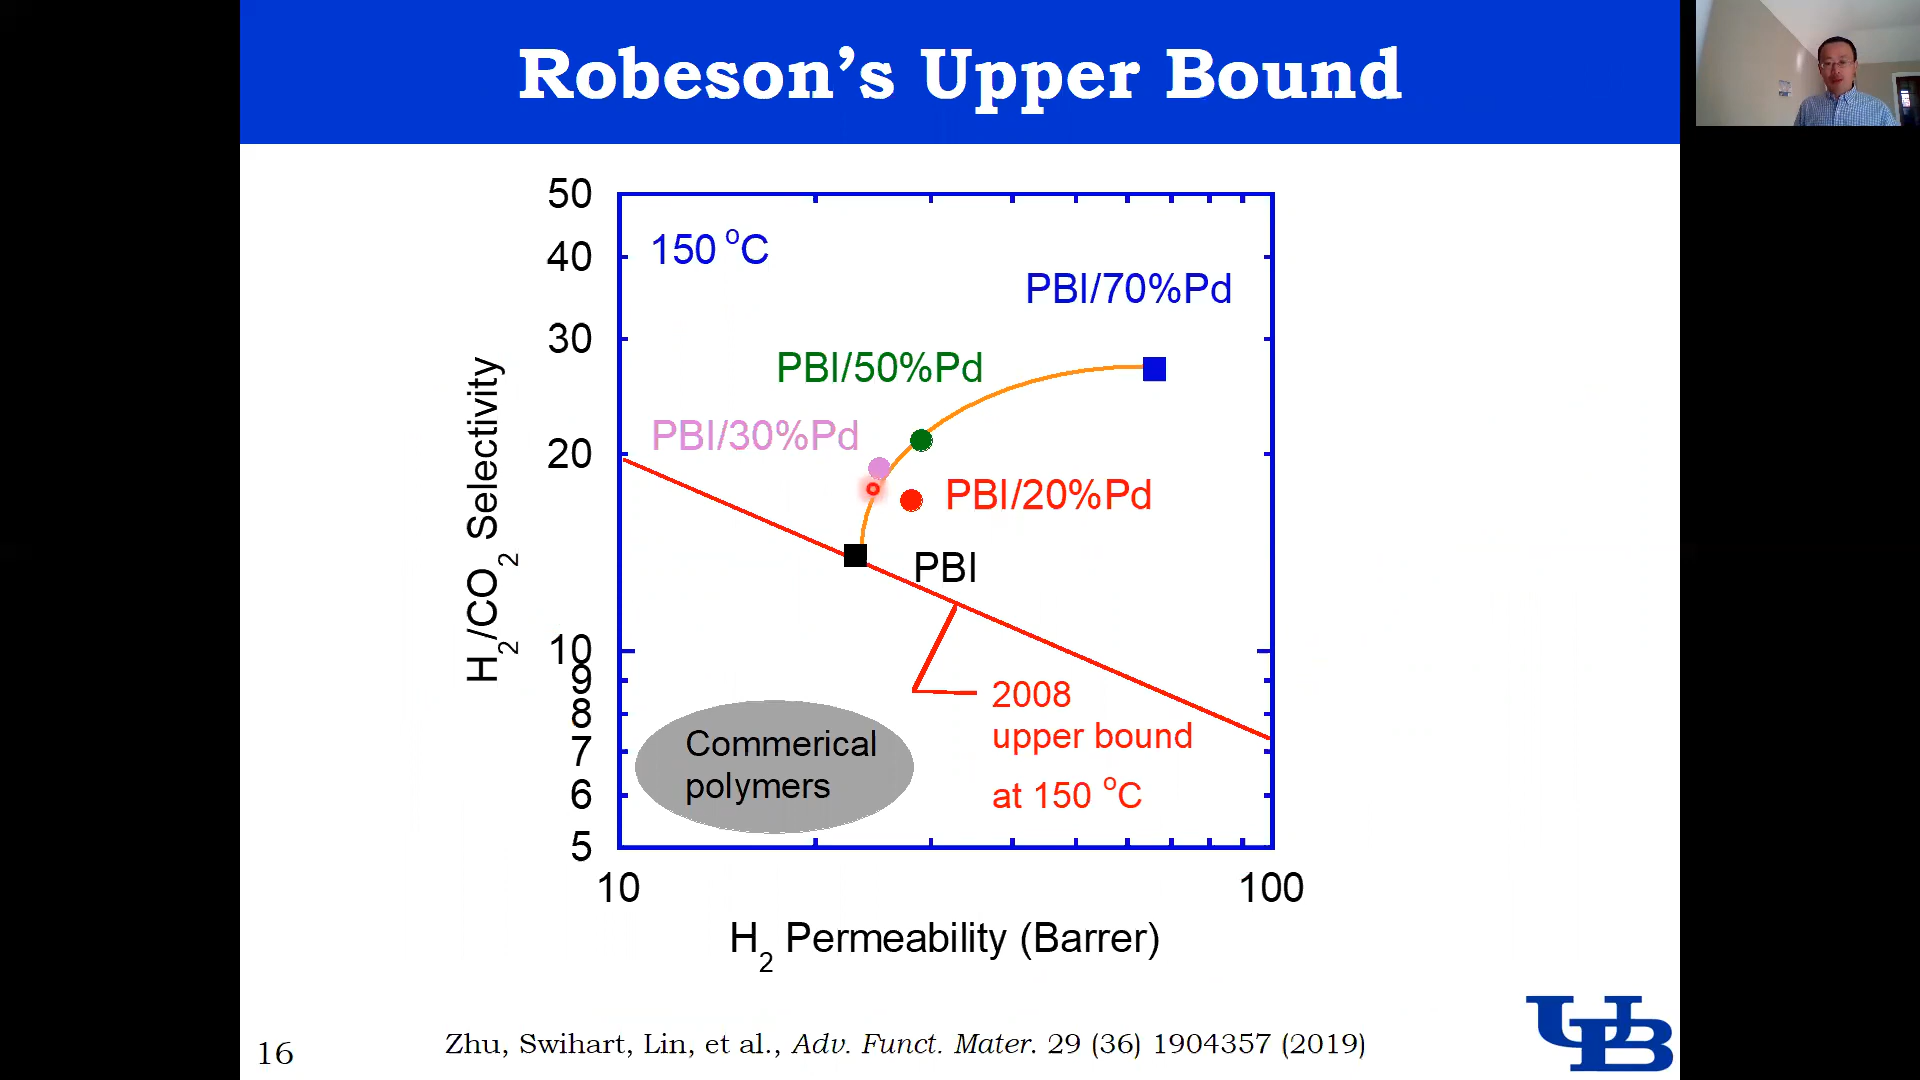 Robeson's Upper Bound
50
40
30
20
10
9
8
7
6
5
H2/CO2 Selectivity
150 °C
PBI/70%Pd
PBI/50%Pd
PBI/30%Pd
PBI/20%Pd
PBI
2008
upper bound
at 150 °C
Commerical
polymers
10
100
H2 Permeability (Barrer)
16
Zhu, Swihart, Lin, et al., Adv. Funct. Mater. 29 (36) 1904357 (2019)
UB